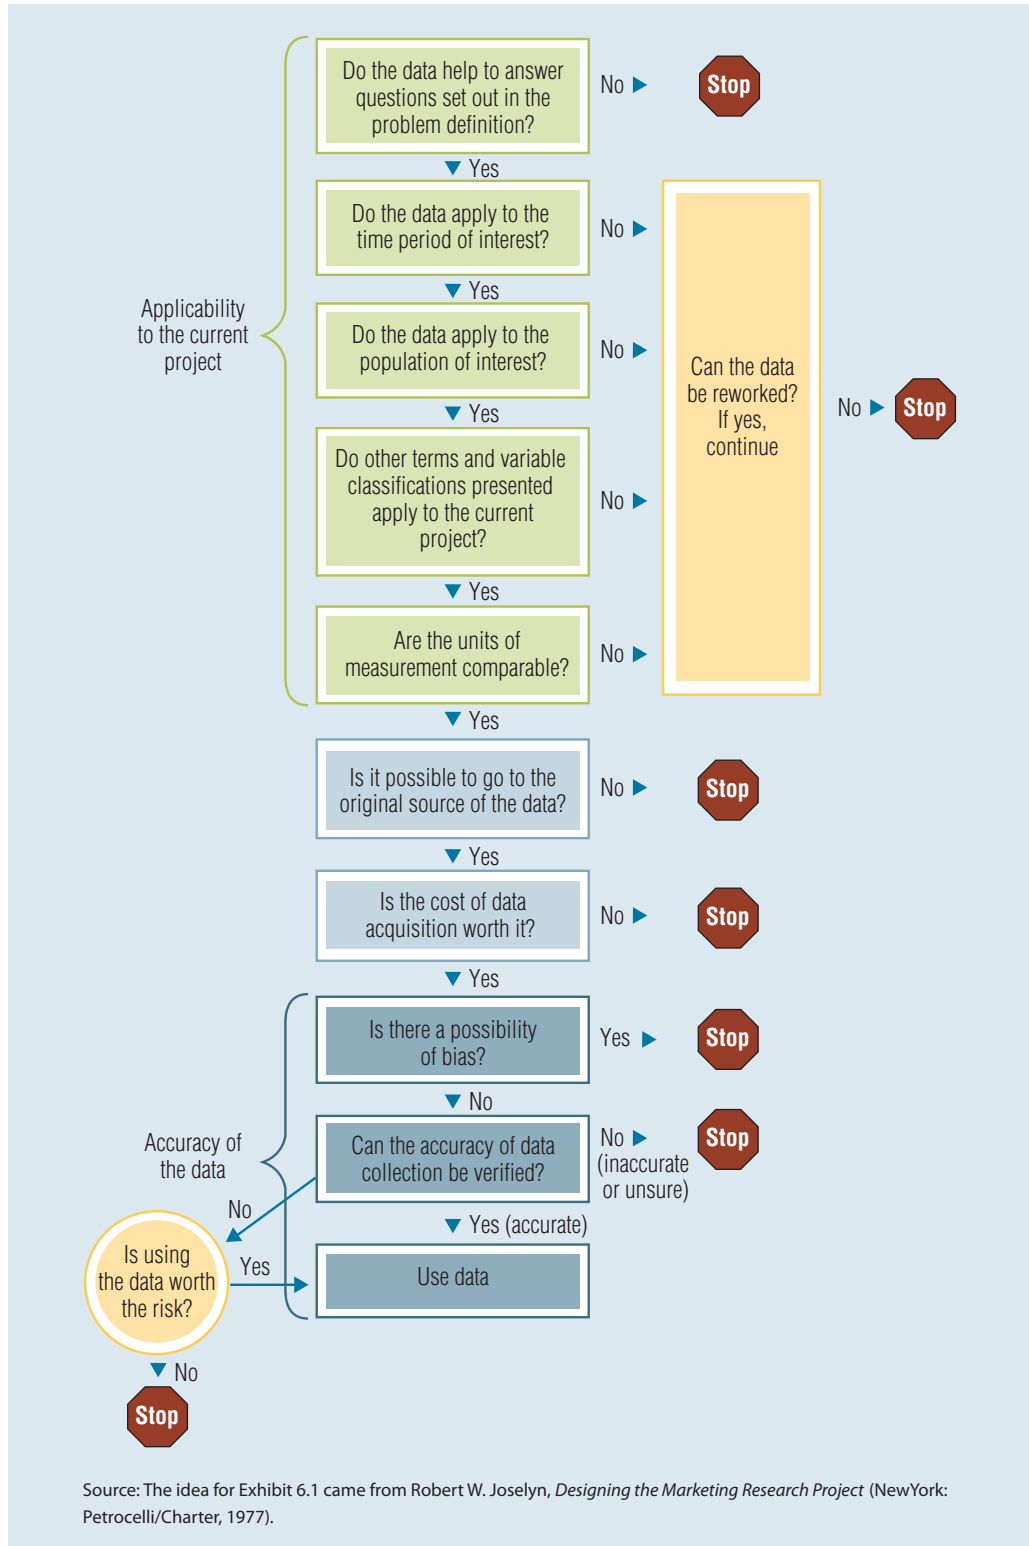 Do the data help to answer
questions set out in the
problem definition?
No
Stop
Yes
Do the data apply to the
time period of interest?
No
Yes
Applicability
to the current
project
Do the data apply to the
population of interest?
No
Can the data
be reworked?
If yes,
continue
No
Stop
Yes
Do other terms and variable
classifications presented
apply to the current
project?
No
Yes
Are the units of
measurement comparable?
No
Yes
Is it possible to go to the
original source of the data?
No
Stop
Yes
Is the cost of data
acquisition worth it?
No
Stop
Yes
Is there a possibility
of bias?
Yes
Stop
No
Accuracy of
the data
Can the accuracy of data
collection be verified?
No
(inaccurate
or unsure)
Stop
No
Yes (accurate)
Is using
the data worth
the risk?
Yes
Use data
No
Stop
Source: The idea for Exhibit 6.1 came from Robert W. Joselyn, Designing the Marketing Research Project (NewYork:
Petrocelli/Charter, 1977).